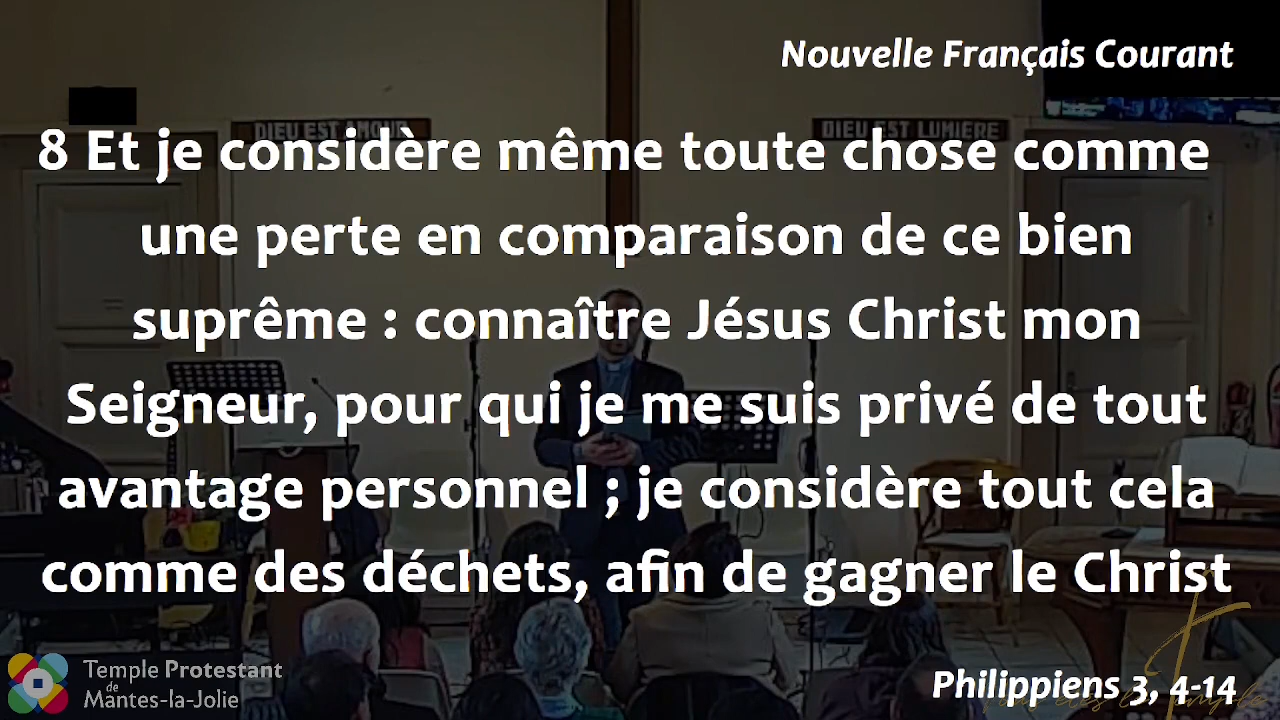 Nouvelle Français Courant
DIEU EST AMOUR
DIEU EST LUMIÈRE
8 Et je considère même toute chose comme
une perte en comparaison de ce bien
suprême : connaître Jésus Christ mon
Seigneur, pour qui je me suis privé de tout
avantage personnel ; je considère tout cela
comme des déchets, afin de gagner le Christ
Temple Protestant
de
Mantes-la-Jolie
Philippiens 3, 4-14